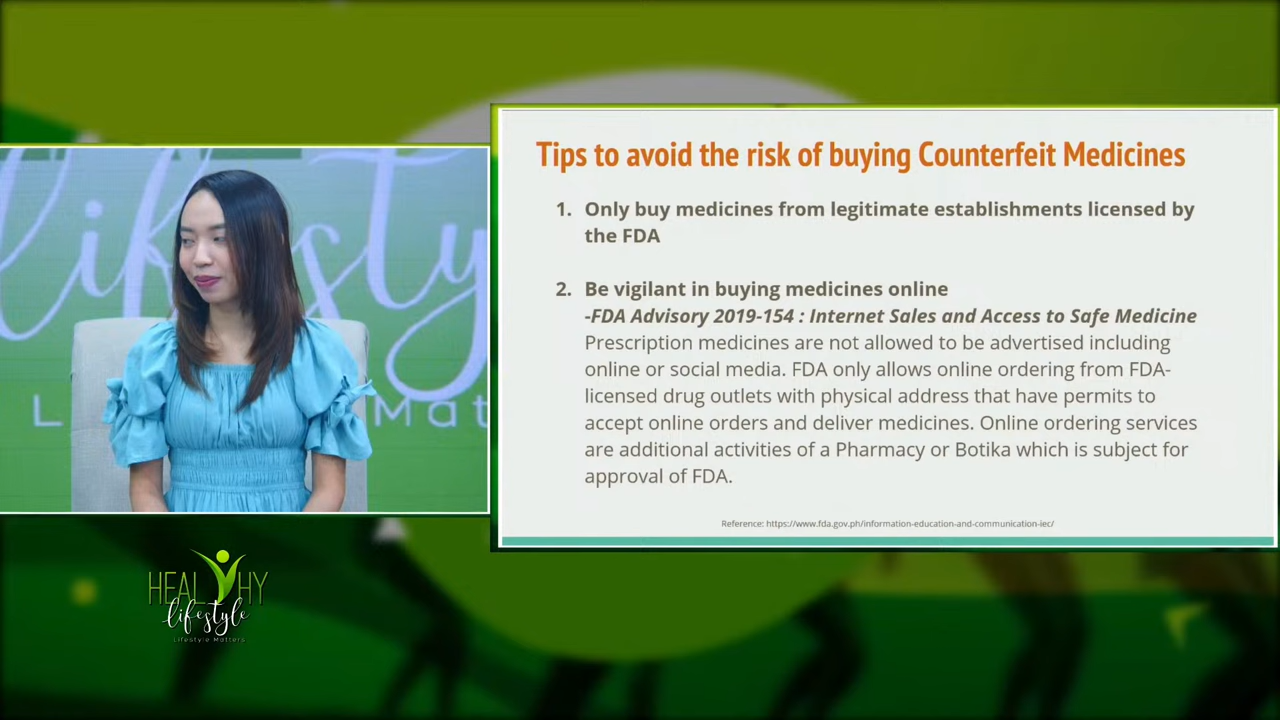 Tips to avoid the risk of buying Counterfeit Medicines
1. Only buy medicines from legitimate establishments licensed by
the FDA
2. Be vigilant in buying medicines online
-FDA Advisory 2019-154 : Internet Sales and Access to Safe Medicine
Prescription medicines are not allowed to be advertised including
online or social media. FDA only allows online ordering from FDA-
licensed drug outlets with physical address that have permits to
accept online orders and deliver medicines. Online ordering services
are additional activities of a Pharmacy or Botika which is subject for
approval of FDA.
Reference: https://www.fda.gov.ph/information-education-and-communication-iec/
lifesty
L
Mat
HEALTHY
lifestyle
Lifestyle Matters